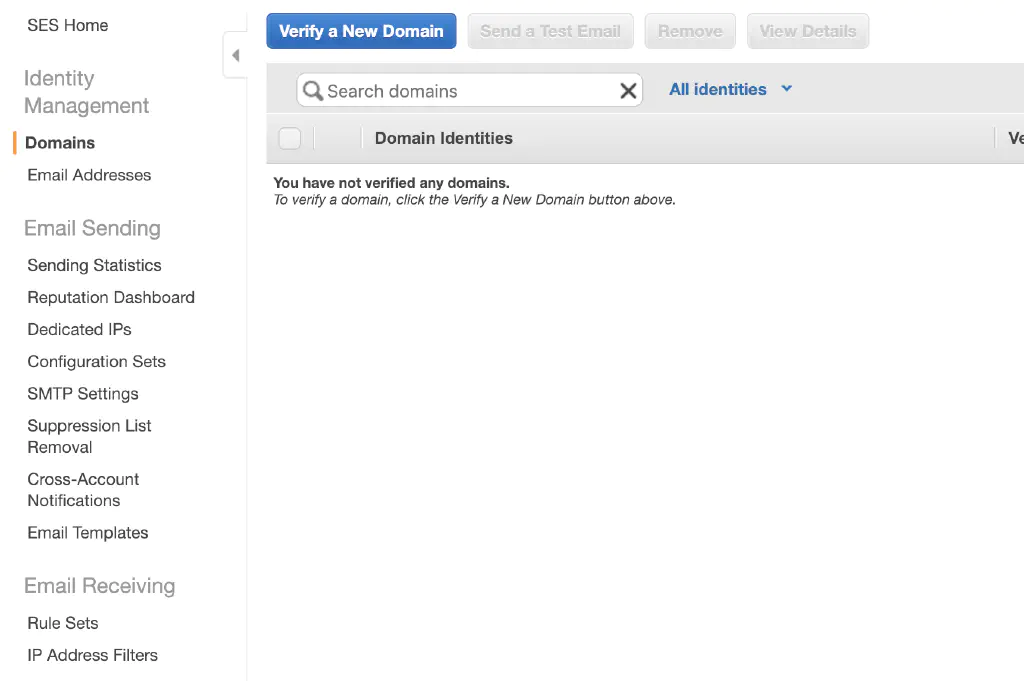 SES Home
Identity
Management
Domains
Email Addresses
Email Sending
Sending Statistics
Reputation Dashboard
Dedicated IPs
Configuration Sets
SMTP Settings
Suppression List
Removal
Cross-Account
Notifications
Email Templates
Email Receiving
Rule Sets
IP Address Filters
Verify a New Domain
Send a Test Email
Remove
View Details
Search domains
All identities
Domain Identities
Ve
You have not verified any domains.
To verify a domain, click the Verify a New Domain button above.